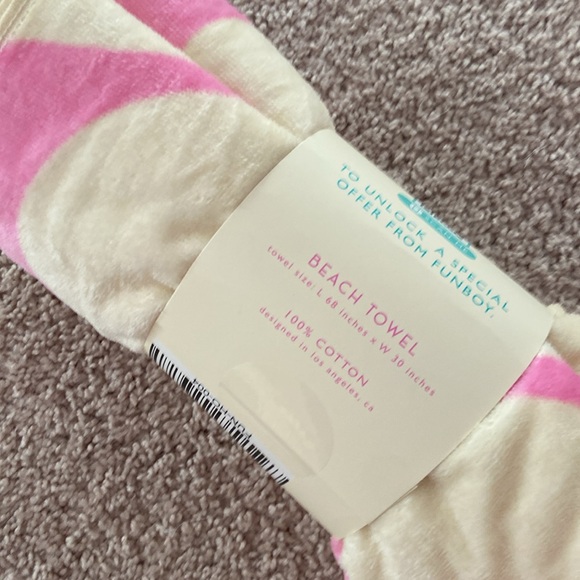 TO UNLOCK A SPECIAL
OFFER FROM FUNBOY.
BEACH TOWEL
towel size: L 68 inches x W 30 inches
100% COTTON
designed in los angeles, ca